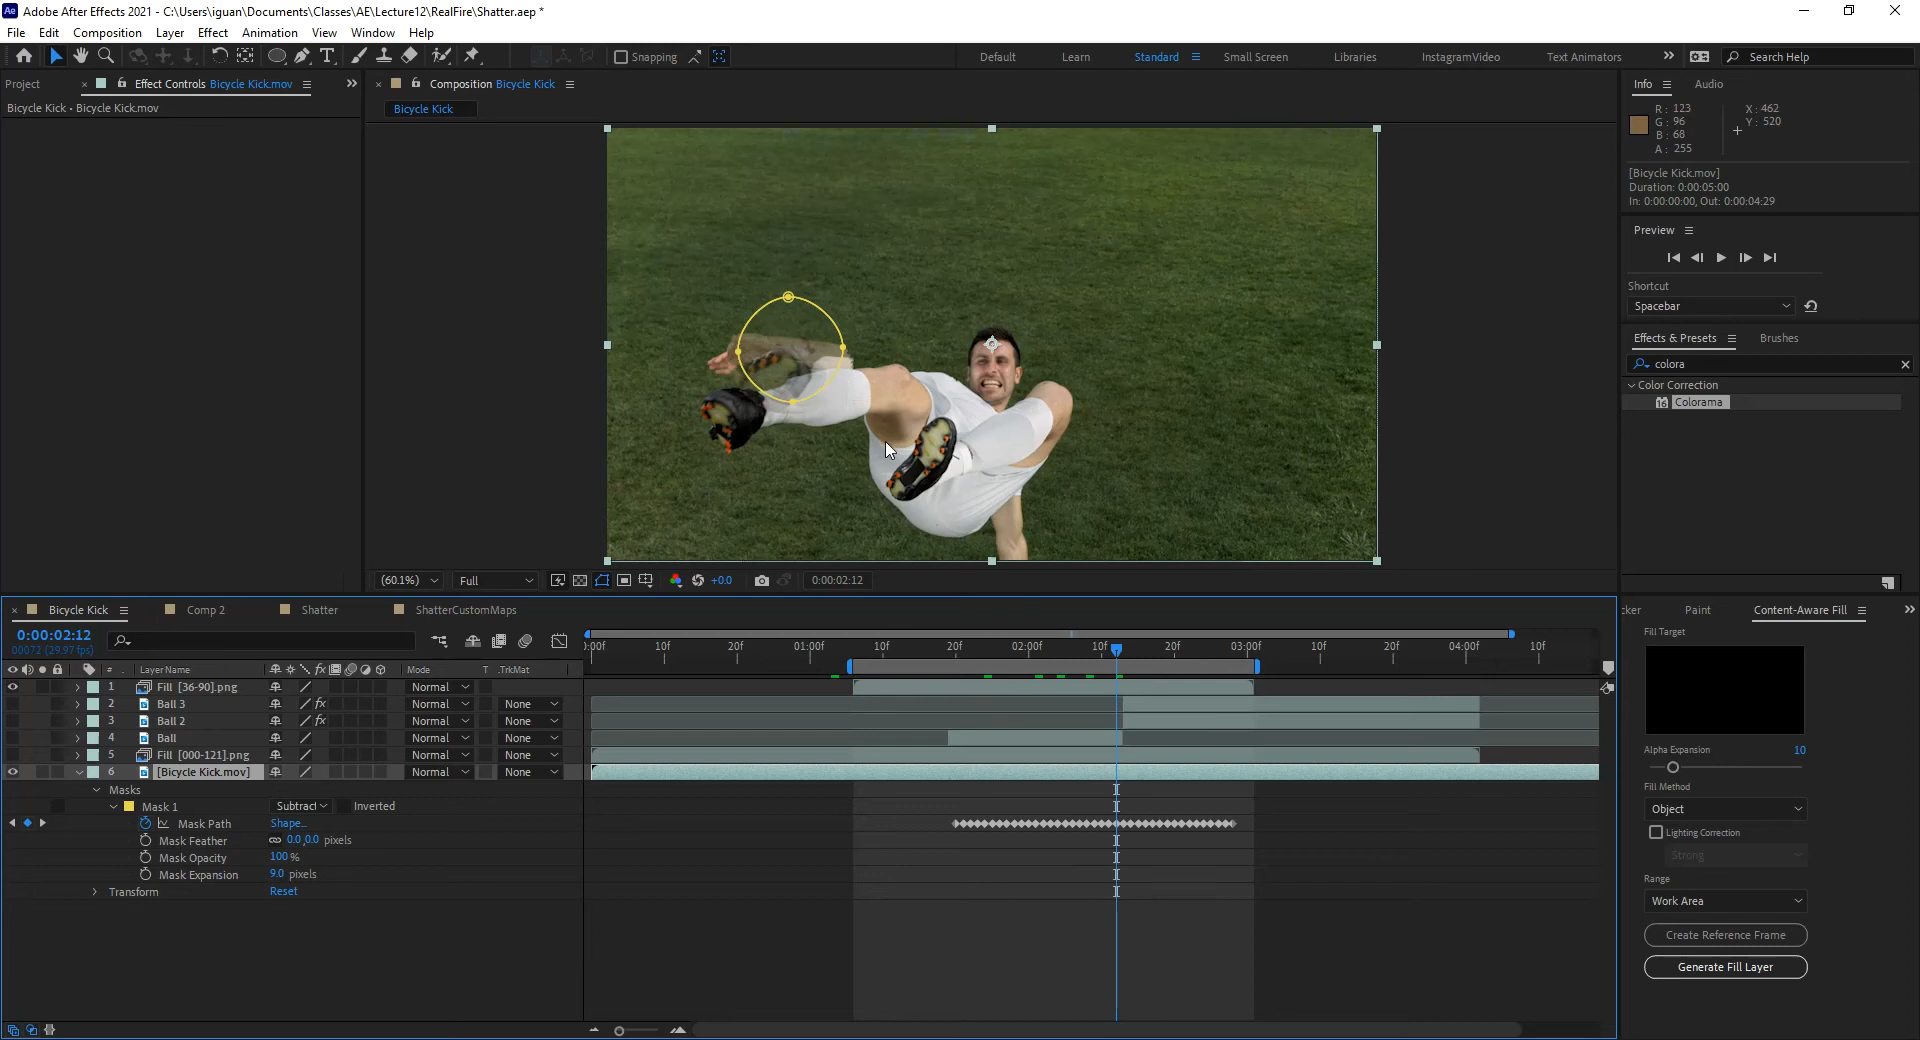 Ae Adobe After Effects 2021 - C:\Users\iguan\Documents\Classes\AE\Lecture12\RealFire\Shatter.aep *
File Edit Composition Layer Effect Animation View Window Help
Snapping Default Learn Standard Small Screen Libraries InstagramVideo Text Animators Search Help
Project Effect Controls Bicycle Kick.mov Composition Bicycle Kick Info Audio
Bicycle Kick • Bicycle Kick.mov Bicycle Kick
R : 123 X : 462
G : 96 Y : 520
B : 68
A : 255
[Bicycle Kick.mov]
Duration: 0:00:05:00
In: 0:00:00:00, Out: 0:00:04:29
Preview
Shortcut
Spacebar
Effects & Presets Brushes
colora
Color Correction
16 Colorama
(60.1%) Full +0.0 0:00:02:12
Bicycle Kick Comp 2 Shatter ShatterCustomMaps
0:00:02:12
00072 (29.97 fps)
:00f 10f 20f 01:00f 10f 20f 02:00f 10f 20f 03:00f 10f 20f 04:00f 10f
# Layer Name fx Mode T .TrkMat
1 Fill [36-90].png Normal
2 Ball 3 fx Normal None
3 Ball 2 fx Normal None
4 Ball Normal None
5 Fill [000-121].png Normal None
6 [Bicycle Kick.mov] Normal None
Masks
Mask 1 Subtract Inverted
Mask Path Shape...
Mask Feather 0.0,0.0 pixels
Mask Opacity 100 %
Mask Expansion 9.0 pixels
Transform Reset
cker Paint Content-Aware Fill
Fill Target
Alpha Expansion 10
Fill Method
Object
Lighting Correction
Strong
Range
Work Area
Create Reference Frame
Generate Fill Layer